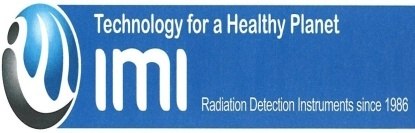 Technology for a Healthy Planet
imi
Radiation Detection Instruments since 1986